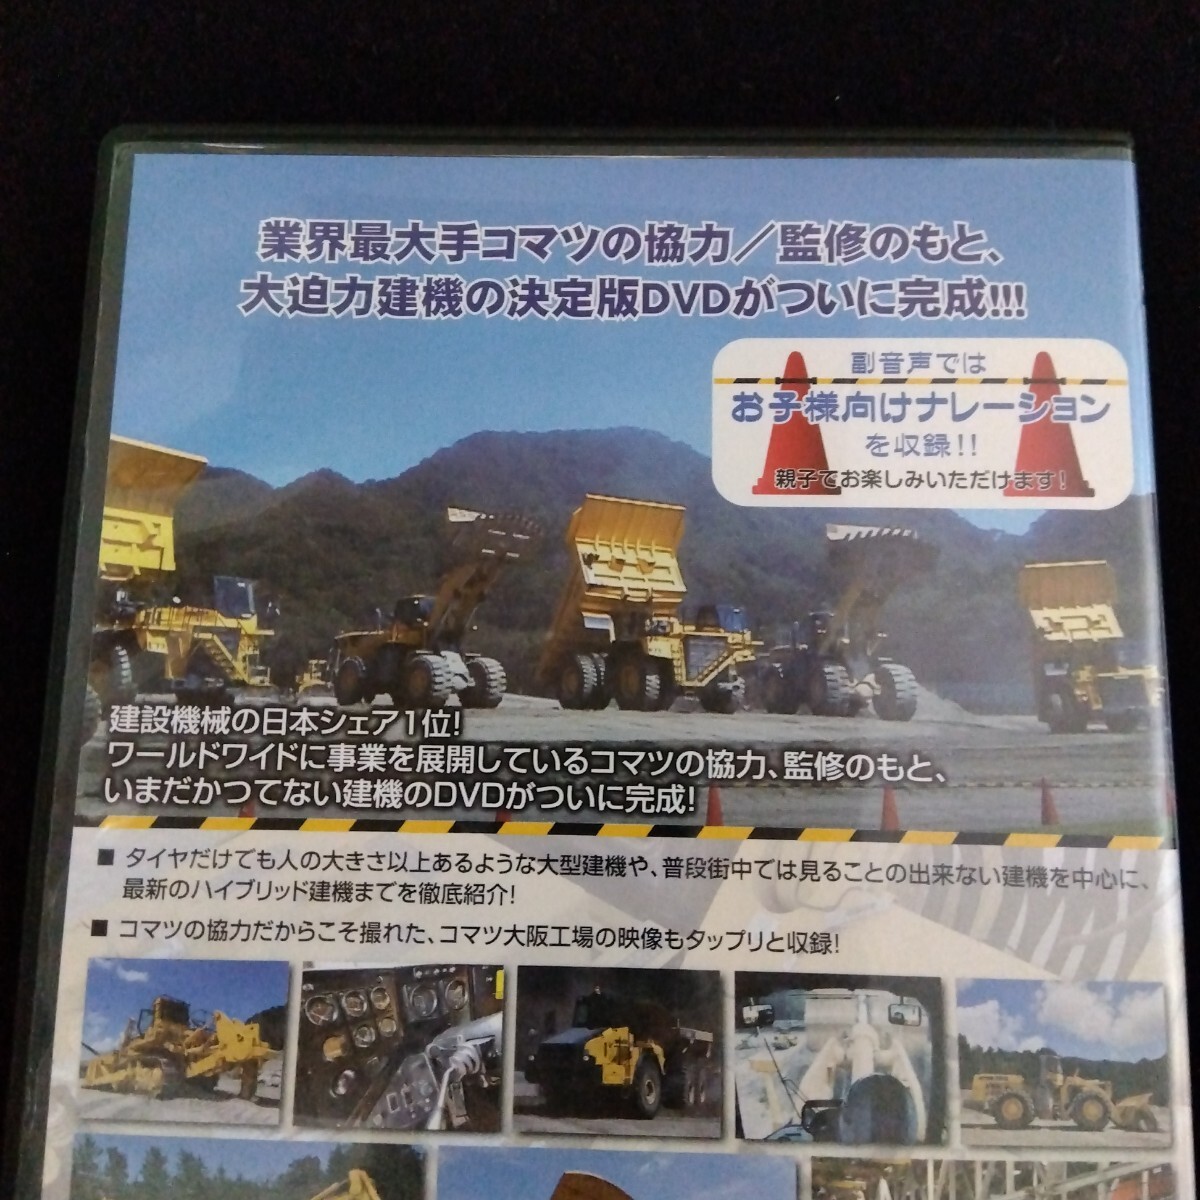 業界最大手コマツの協力／監修のもと、
大迫力建機の決定版DVDがついに完成!!!
副音声では
お子様向けナレーション
を収録!!
親子でお楽しみいただけます!
建設機械の日本シェア1位!
ワールドワイドに事業を展開しているコマツの協力、監修のもと、
いまだかつてない建機のDVDがついに完成!
■ タイヤだけでも人の大きさ以上あるような大型建機や、普段街中では見ることの出来ない建機を中心に、
最新のハイブリッド建機までを徹底紹介!
■ コマツの協力だからこそ撮れた、コマツ大阪工場の映像もタップリと収録!